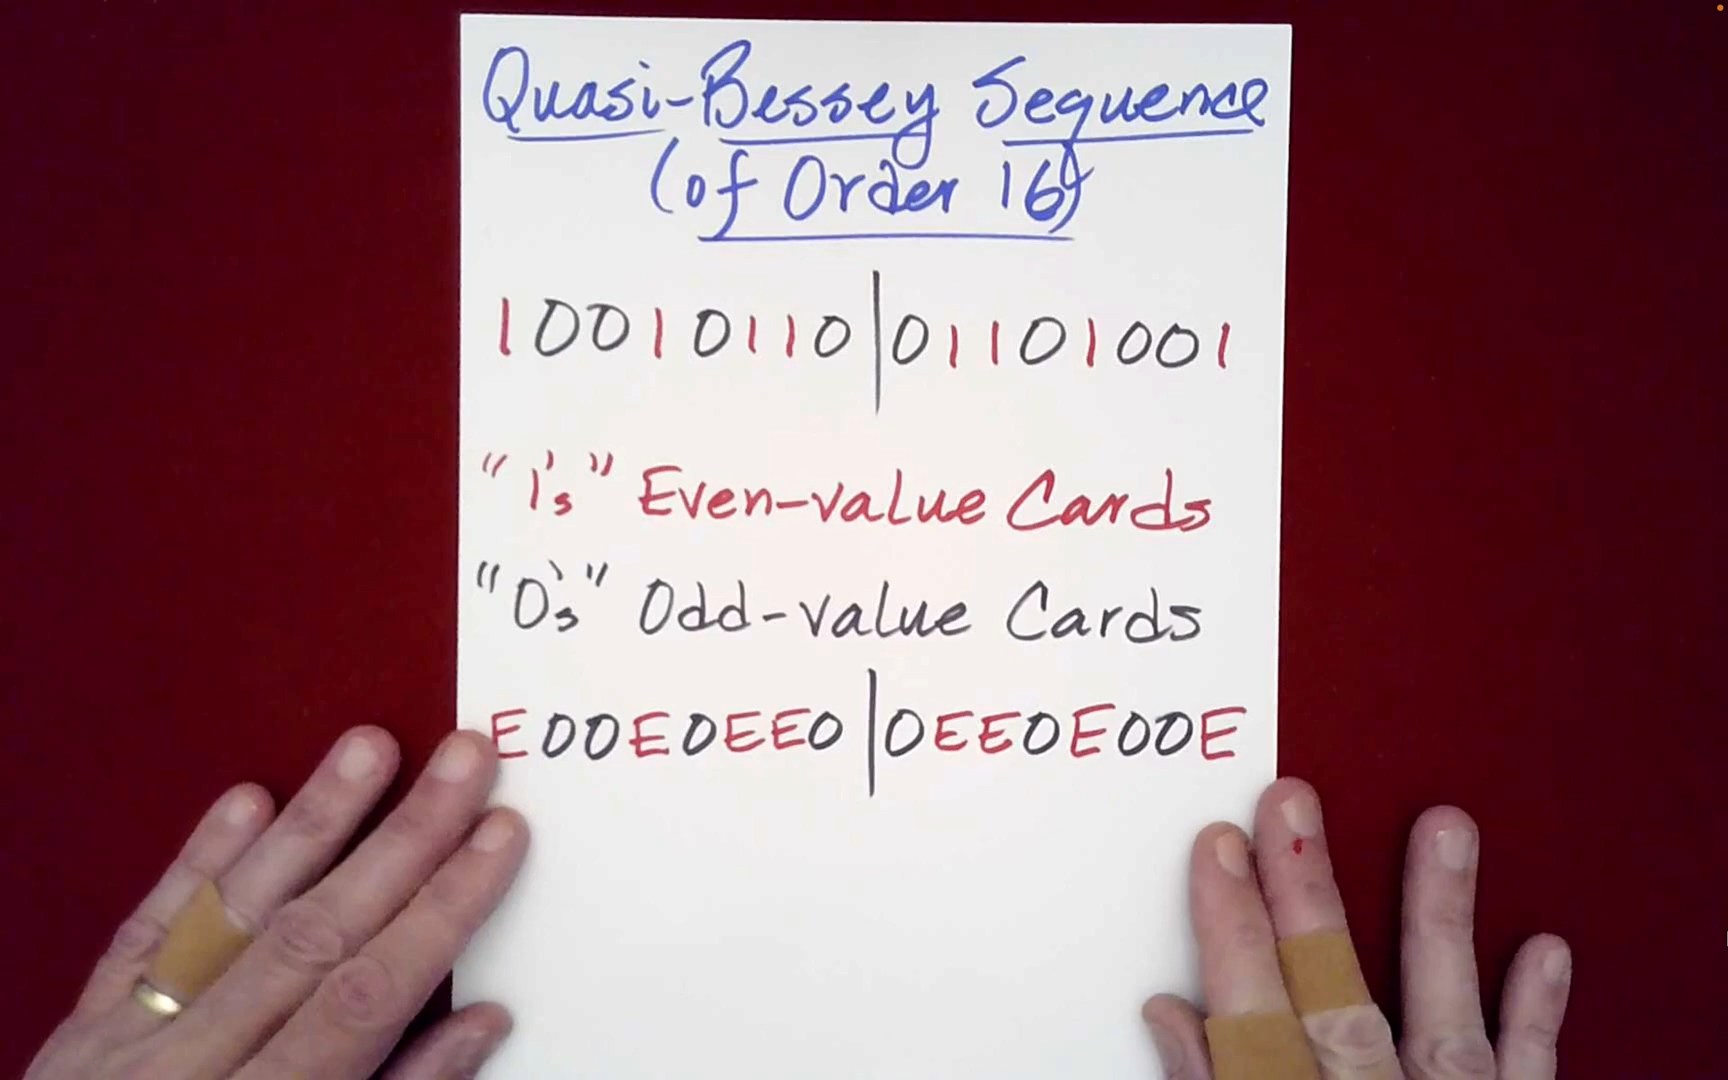 Quasi-Bessey Sequence
(of Order 16)
10010110|01101001
"1's" Even-value Cards
"0's" Odd-value Cards
EOOEOEEO|OEEOEOOE